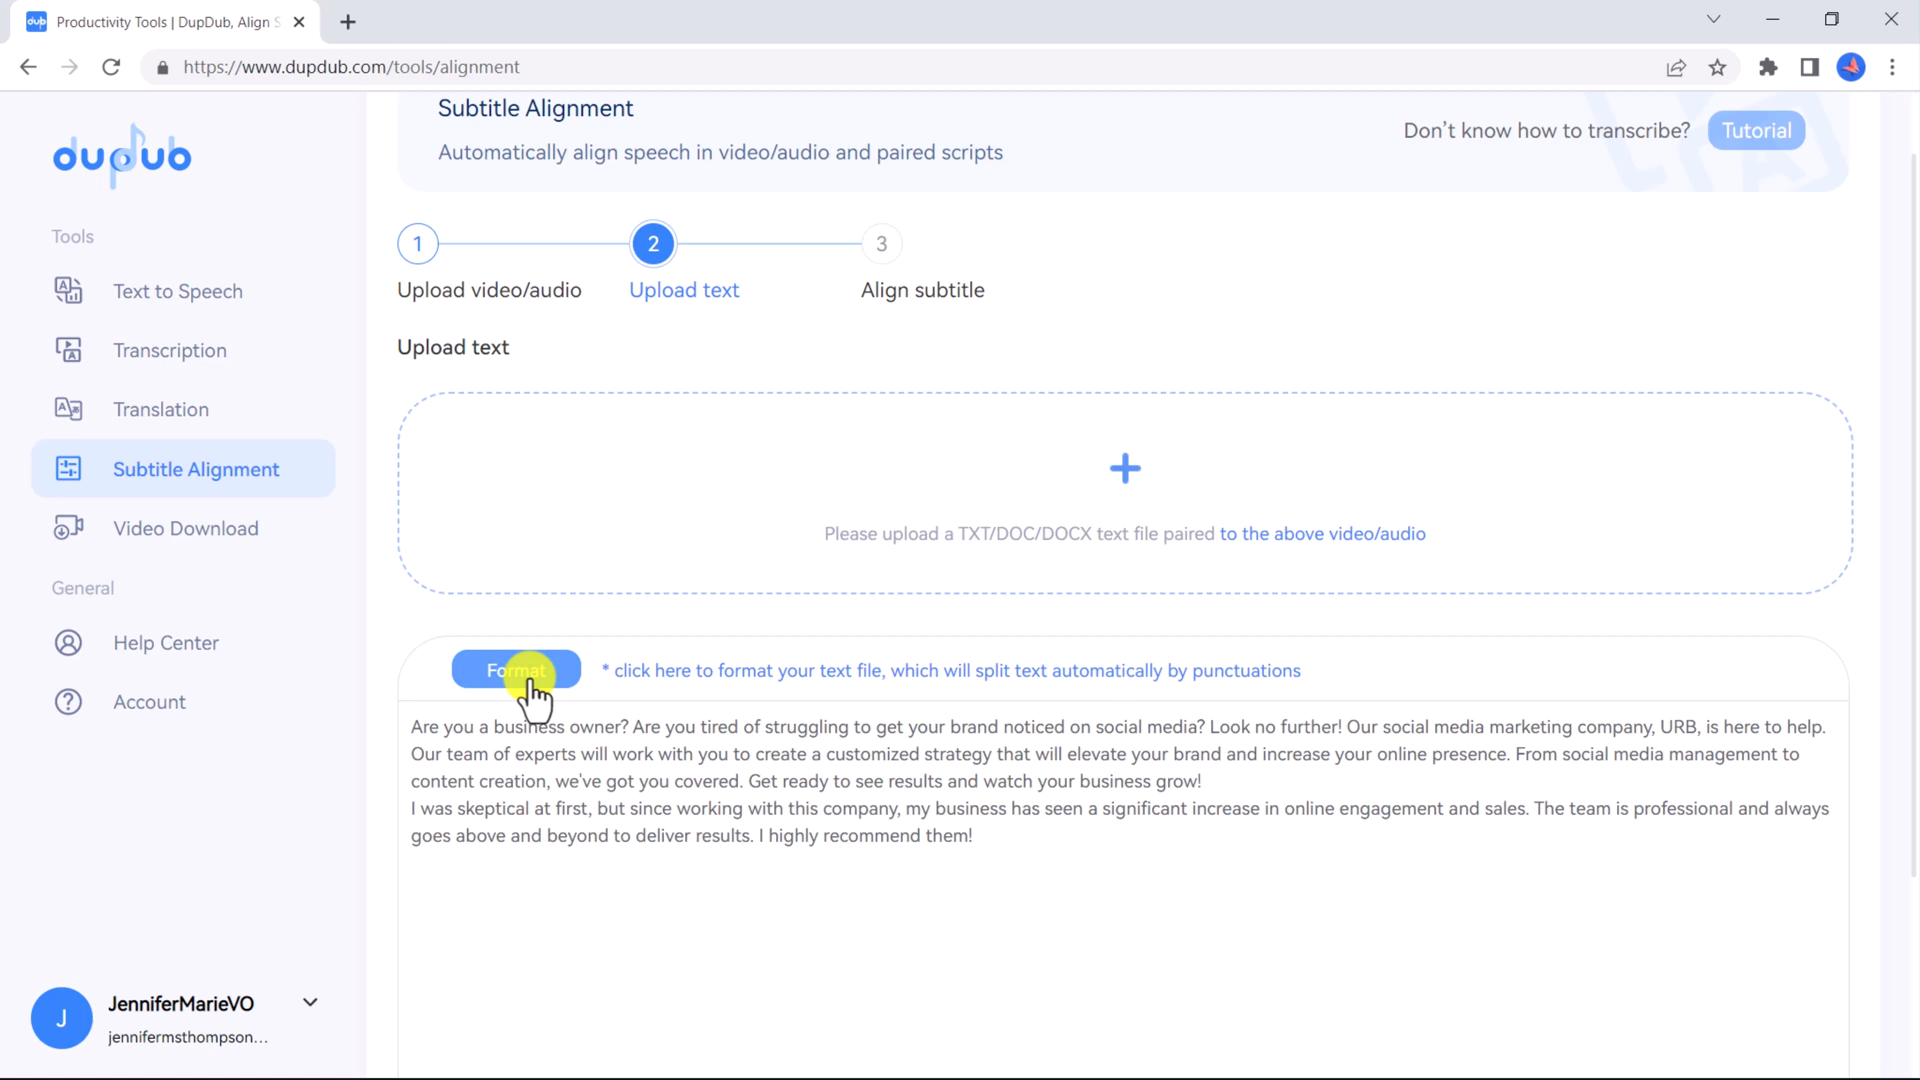 Productivity Tools | DupDub, Align S
https://www.dupdub.com/tools/alignment
dupdub
Tools
Text to Speech
Transcription
Translation
Subtitle Alignment
Video Download
General
Help Center
Account
J
JenniferMarieVO
jennifermsthompson...
Subtitle Alignment
Automatically align speech in video/audio and paired scripts
Don't know how to transcribe? Tutorial
1 2 3
Upload video/audio Upload text Align subtitle
Upload text
Please upload a TXT/DOC/DOCX text file paired to the above video/audio
Format * click here to format your text file, which will split text automatically by punctuations
Are you a business owner? Are you tired of struggling to get your brand noticed on social media? Look no further! Our social media marketing company, URB, is here to help.
Our team of experts will work with you to create a customized strategy that will elevate your brand and increase your online presence. From social media management to
content creation, we've got you covered. Get ready to see results and watch your business grow!
I was skeptical at first, but since working with this company, my business has seen a significant increase in online engagement and sales. The team is professional and always
goes above and beyond to deliver results. I highly recommend them!